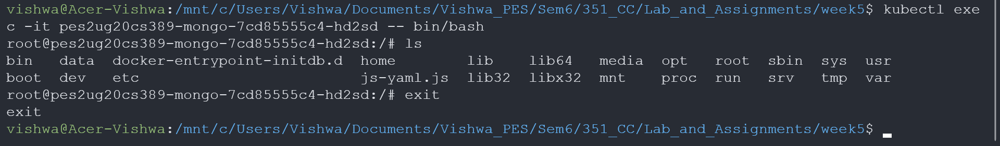 vishwa@Acer-Vishwa:/mnt/c/Users/Vishwa/Documents/Vishwa_PES/Sem6/351_CC/Lab_and_Assignments/week5$ kubectl exe
c -it pes2ug20cs389-mongo-7cd85555c4-hd2sd -- bin/bash
root@pes2ug20cs389-mongo-7cd85555c4-hd2sd:/# ls
bin   data  docker-entrypoint-initdb.d  home        lib    lib64   media  opt   root  sbin  sys  usr
boot  dev   etc                         js-yaml.js  lib32  libx32  mnt    proc  run   srv   tmp  var
root@pes2ug20cs389-mongo-7cd85555c4-hd2sd:/# exit
exit
vishwa@Acer-Vishwa:/mnt/c/Users/Vishwa/Documents/Vishwa_PES/Sem6/351_CC/Lab_and_Assignments/week5$